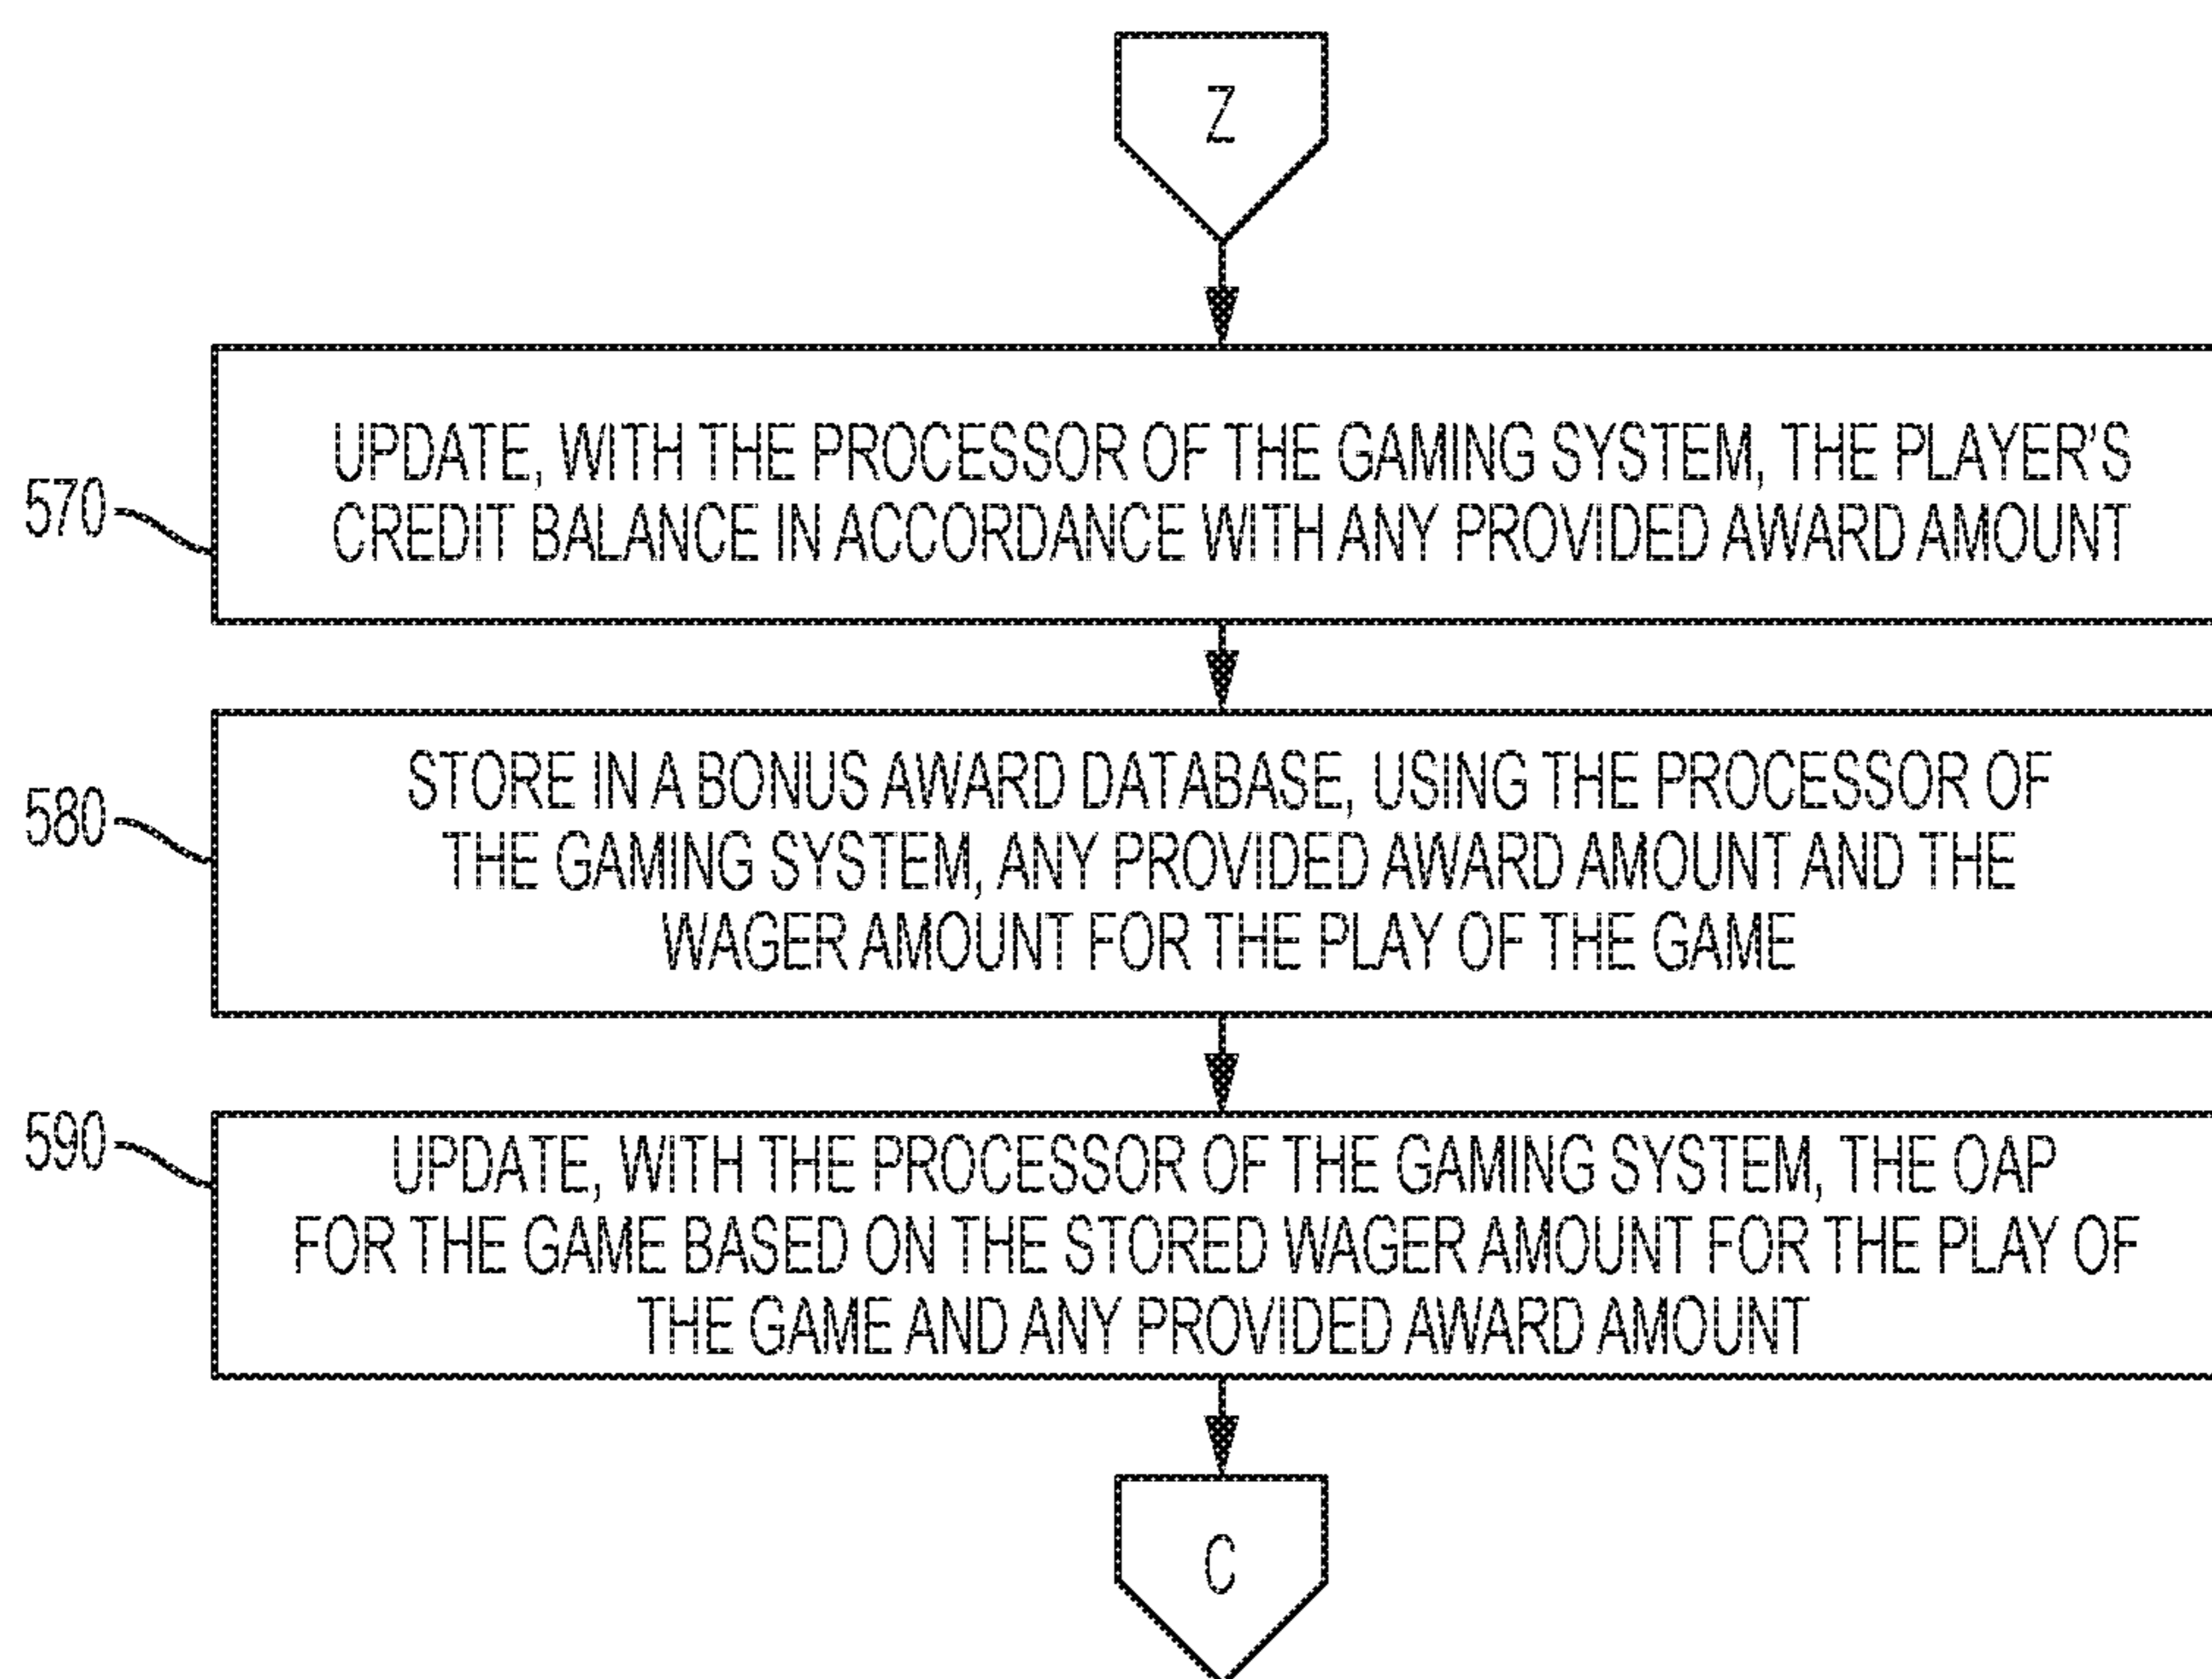 Z
570
UPDATE, WITH THE PROCESSOR OF THE GAMING SYSTEM, THE PLAYER'S
CREDIT BALANCE IN ACCORDANCE WITH ANY PROVIDED AWARD AMOUNT
580
STORE IN A BONUS AWARD DATABASE, USING THE PROCESSOR OF
THE GAMING SYSTEM, ANY PROVIDED AWARD AMOUNT AND THE
WAGER AMOUNT FOR THE PLAY OF THE GAME
590
UPDATE, WITH THE PROCESSOR OF THE GAMING SYSTEM, THE OAP
FOR THE GAME BASED ON THE STORED WAGER AMOUNT FOR THE PLAY OF
THE GAME AND ANY PROVIDED AWARD AMOUNT
C